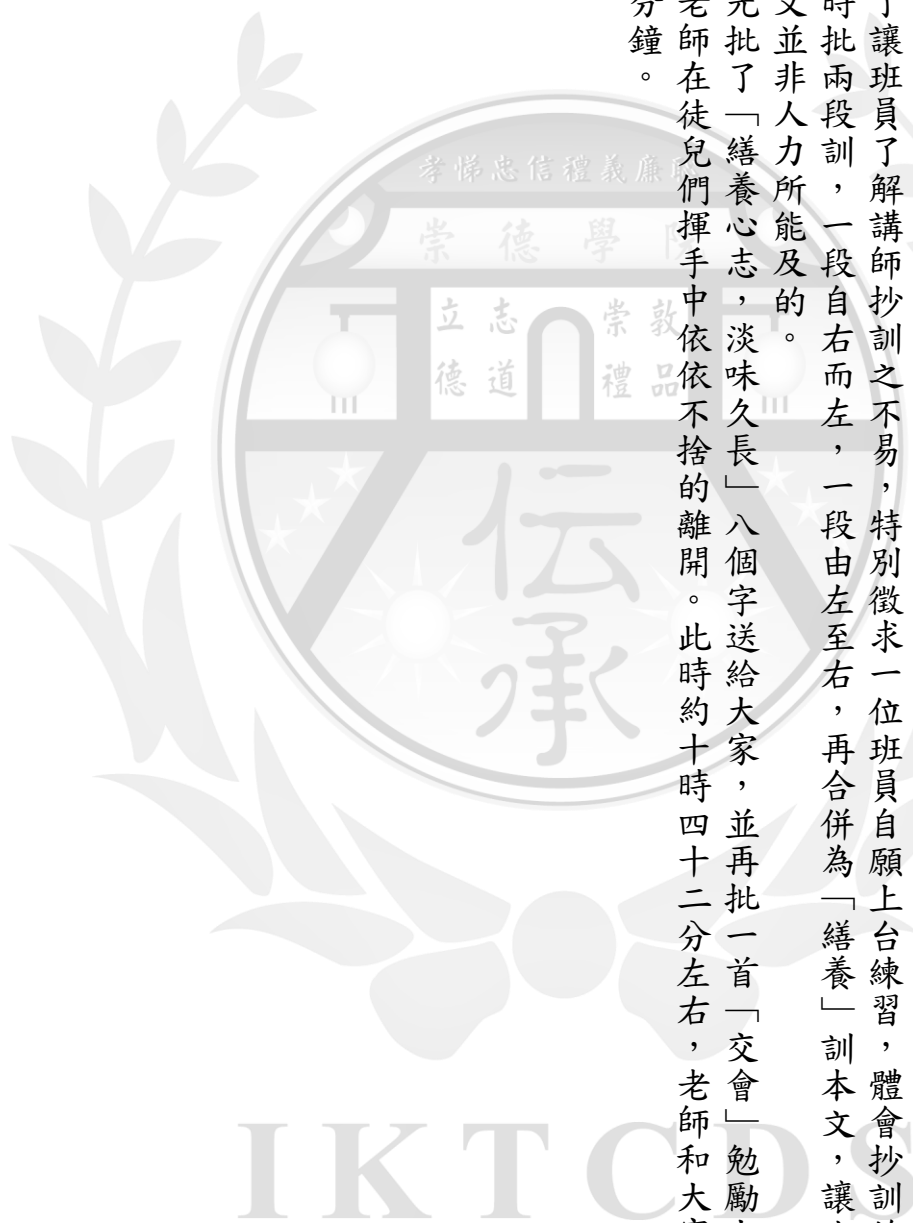 了讓班員了解講師抄訓之不易，特別徵求一位班員自願上台練習，體會抄訓
時批兩段訓，一段自右而左，一段由左至右，再合併為「繕養」訓本文，讓
文並非人力所能及的。
先批了「繕養心志，淡味久長」八個字送給大家，並再批一首「交會」勉勵
老師在徒兒們揮手中依依不捨的離開。此時約十時四十二分左右，老師和大
分鐘。
孝悌忠信禮義廉恥
崇德學院
立德 志道 崇禮 敦品
伝承
IKTCDS